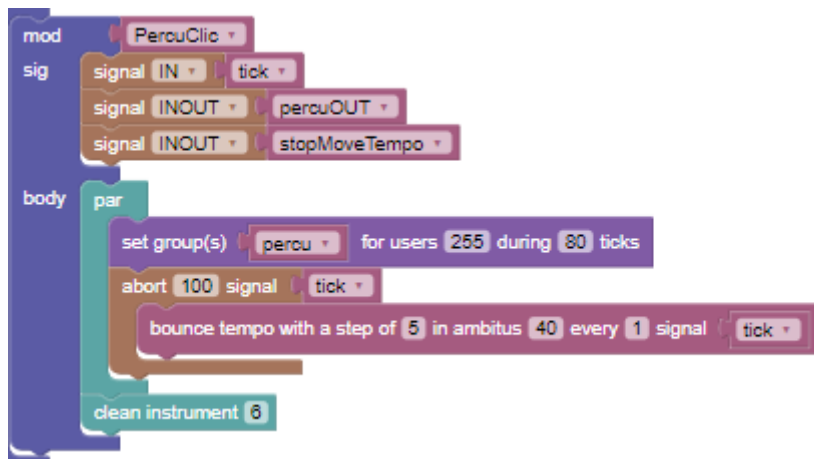 mod PercuClic
sig signal IN tick
signal INOUT percuOUT
signal INOUT stopMoveTempo
body par
set group(s) percu for users 255 during 80 ticks
abort 100 signal tick
bounce tempo with a step of 5 in ambitus 40 every 1 signal tick
clean instrument 6